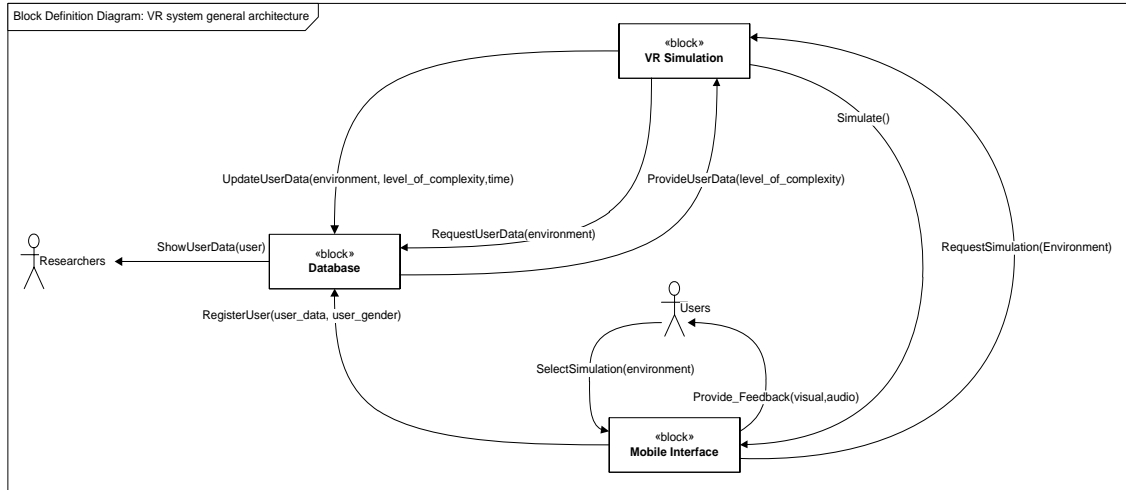 Block Definition Diagram: VR system general architecture
«block»
VR Simulation
Simulate()
UpdateUserData(environment, level_of_complexity,time)
ProvideUserData(level_of_complexity)
RequestUserData(environment)
RequestSimulation(Environment)
ShowUserData(user)
Researchers
«block»
Database
RegisterUser(user_data, user_gender)
Users
SelectSimulation(environment)
Provide_Feedback(visual,audio)
«block»
Mobile Interface